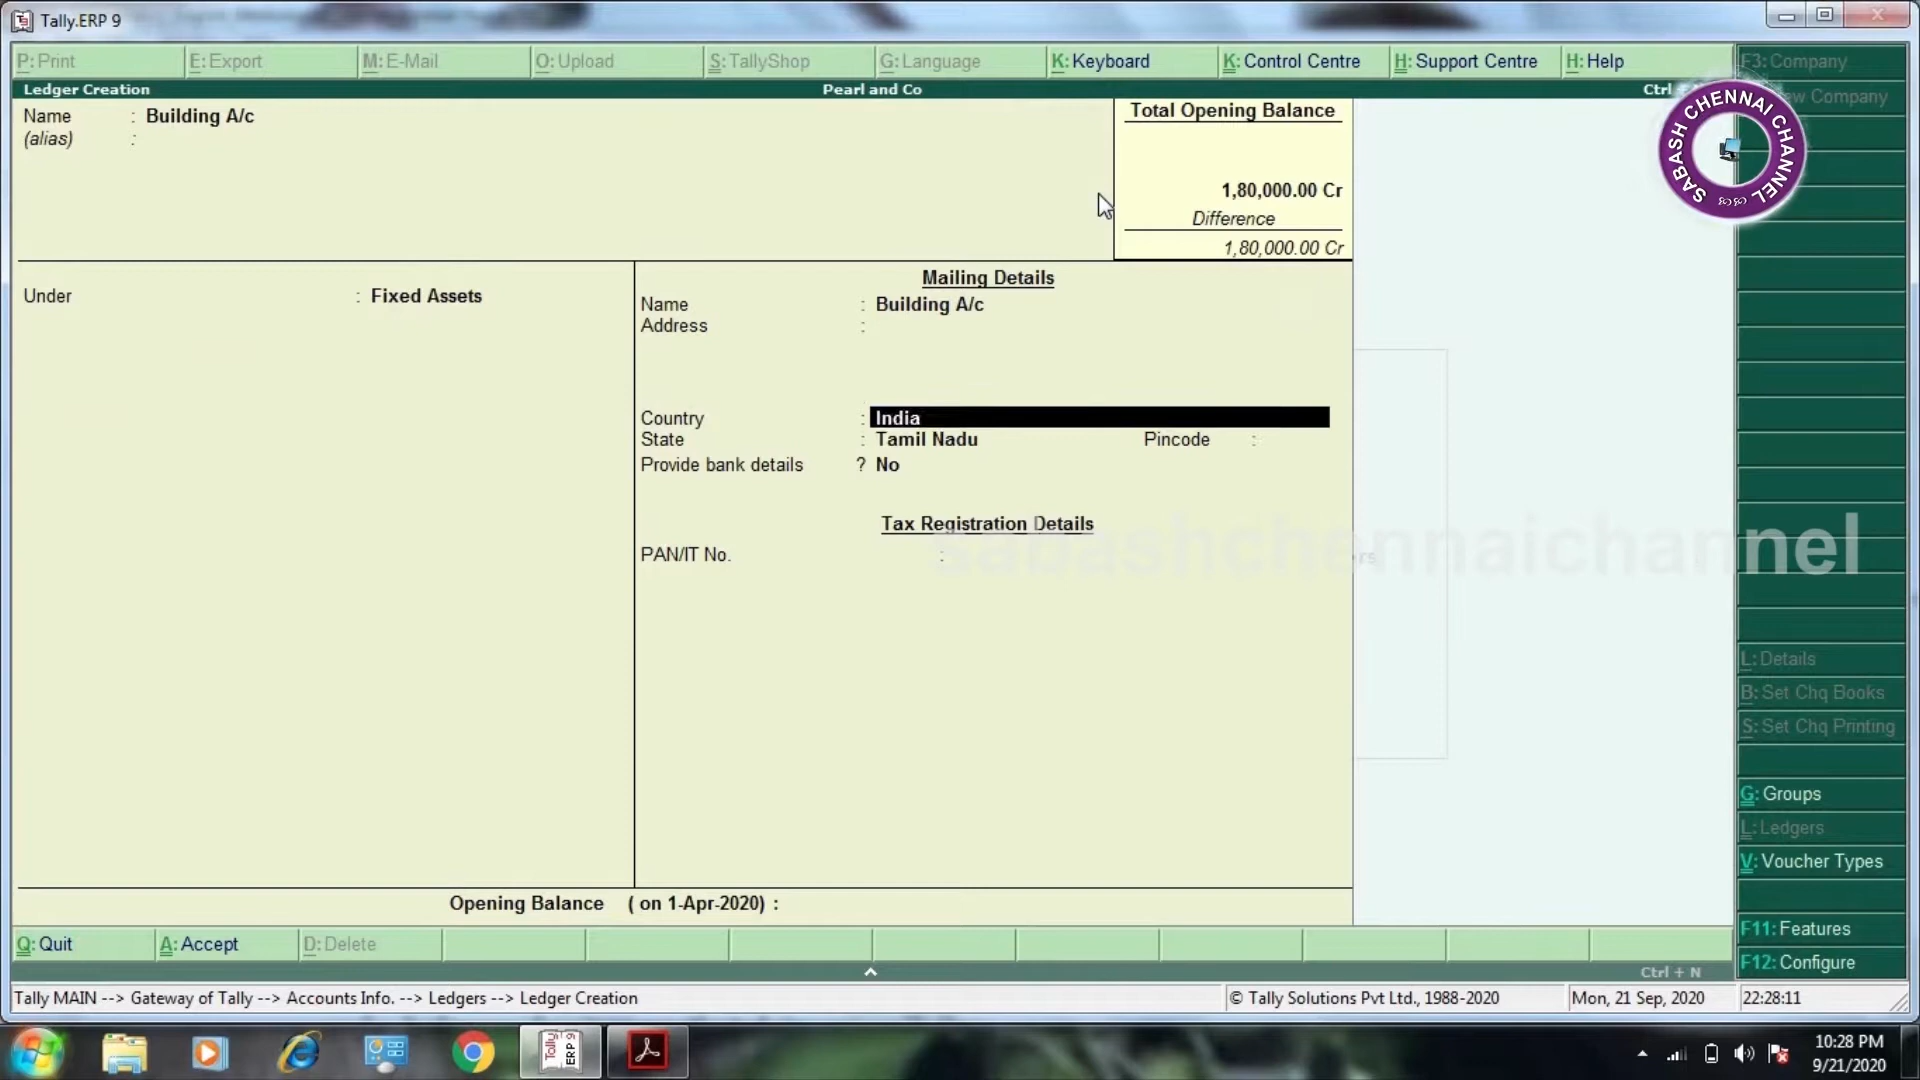 Tally.ERP 9
P: Print E: Export M: E-Mail O: Upload S: TallyShop G: Language K: Keyboard K: Control Centre H: Support Centre H: Help F3: Company
Ledger Creation Pearl and Co Ctrl
Name : Building A/c
(alias) :
Total Opening Balance
1,80,000.00 Cr
Difference
1,80,000.00 Cr
SABASH CHENNAI CHANNEL
Company
Under : Fixed Assets
Mailing Details
Name : Building A/c
Address :
Country : India
State : Tamil Nadu Pincode :
Provide bank details ? No
Tax Registration Details
PAN/IT No. :
sabashchennaichannel
L: Details
B: Set Chq Books
S: Set Chq Printing
G: Groups
L: Ledgers
V: Voucher Types
F11: Features
F12: Configure
Opening Balance ( on 1-Apr-2020) :
Q: Quit A: Accept D: Delete
Ctrl + N
Tally MAIN --> Gateway of Tally --> Accounts Info. --> Ledgers --> Ledger Creation © Tally Solutions Pvt Ltd., 1988-2020 Mon, 21 Sep, 2020 22:28:11
Tally ERP 9
10:28 PM
9/21/2020